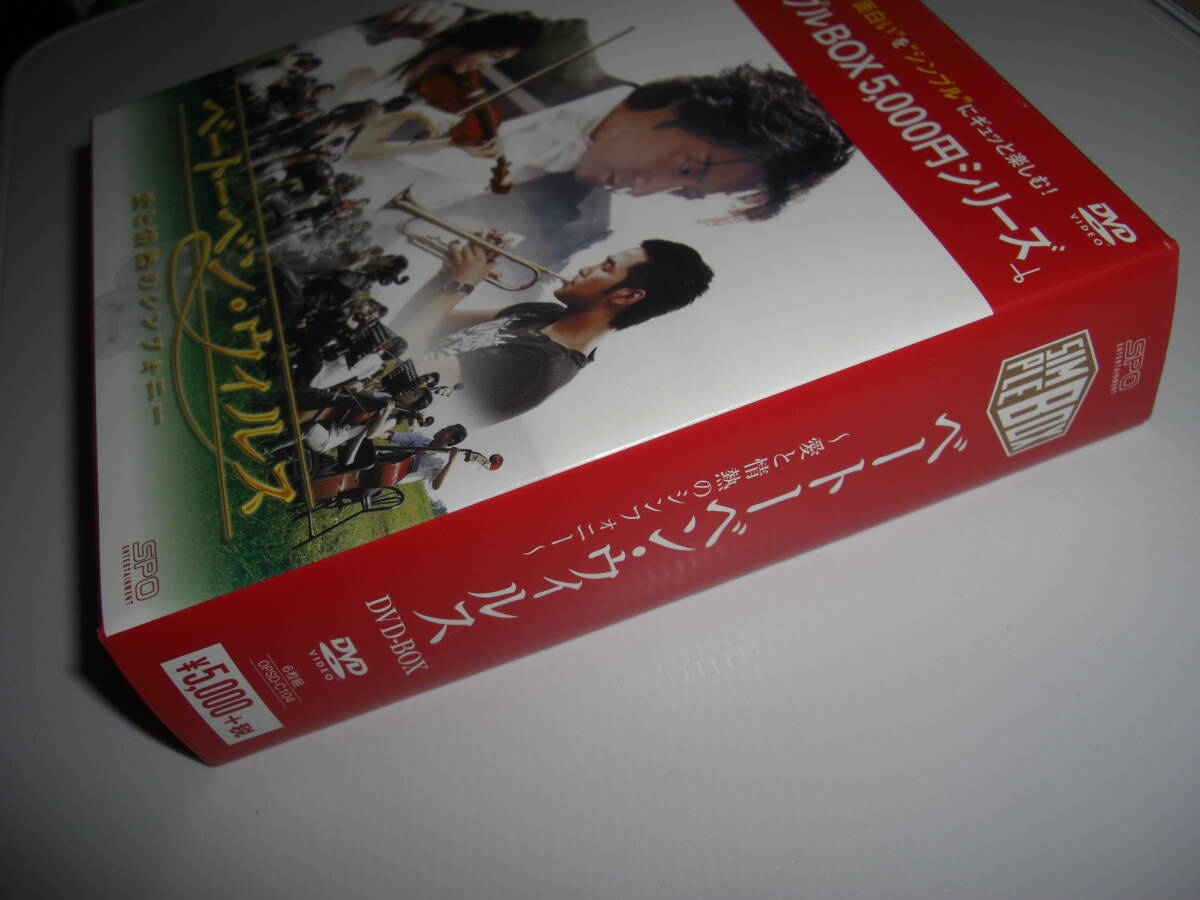 "面白い"を"シンプル"にギュッと楽しむ!
プルBOX5,000円シリーズ
DVD
VIDEO
ベートーベン・ウィルス
愛と情熱のシンフォニー
SPO
ENTERTAINMENT
SIMPLE BOX
SPO
ENTERTAINMENT
ベートーベン・ウィルス
~愛と情熱のシンフォニー~
DVD-BOX
DVD
VIDEO
6枚組
OPSD-C104
¥5,000+税